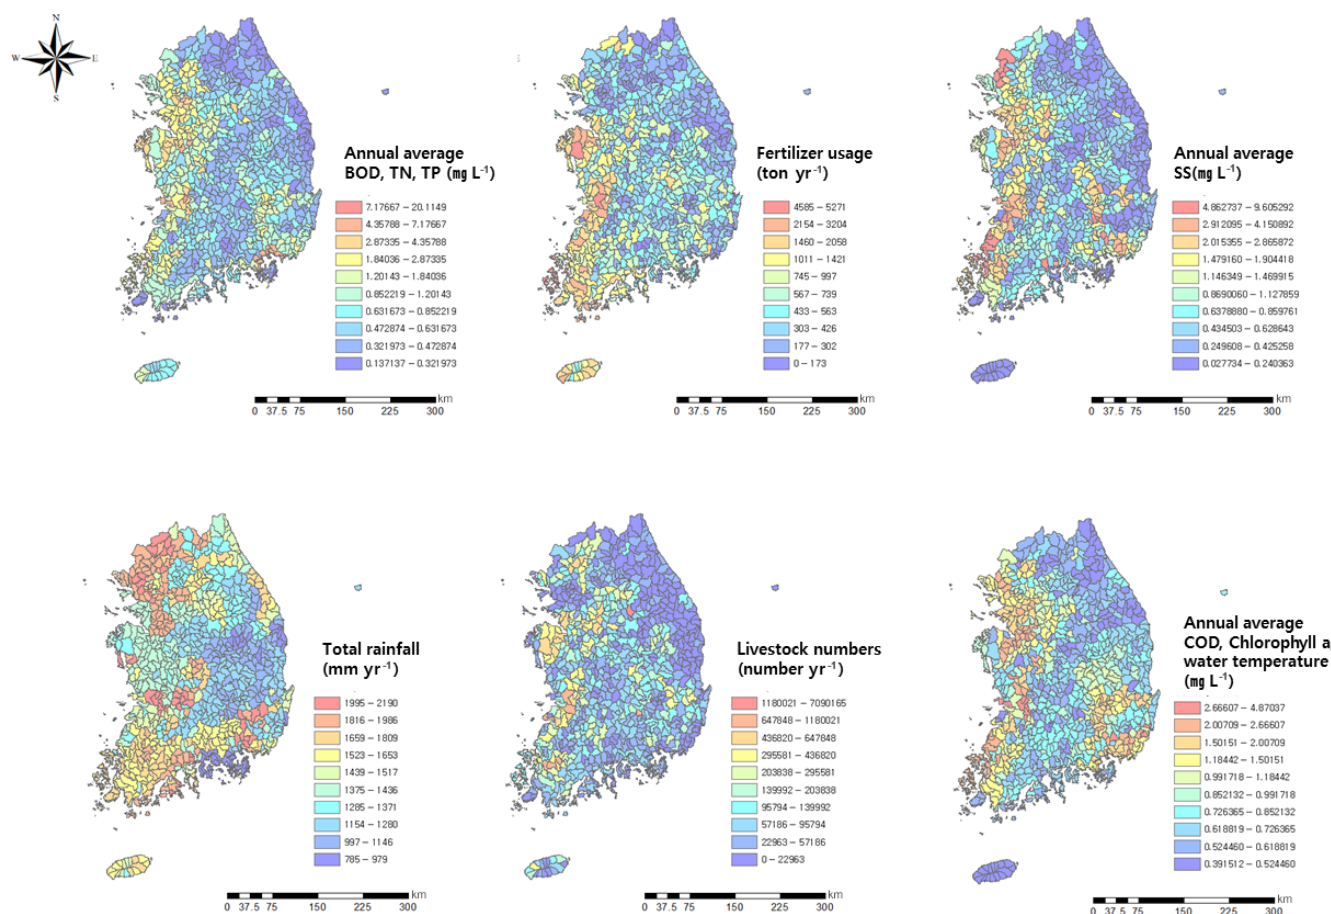 N
W
E
S
Annual average
BOD, TN, TP (㎎ L⁻¹)
7.17667 – 20.1149
4.35788 – 7.17667
2.87335 – 4.35788
1.84036 – 2.87335
1.20143 – 1.84036
0.852219 – 1.20143
0.631673 – 0.852219
0.472874 – 0.631673
0.321973 – 0.472874
0.137137 – 0.321973
km
0 37.5 75 150 225 300
Fertilizer usage
(ton yr⁻¹)
4585 – 5271
2154 – 3204
1460 – 2058
1011 – 1421
745 – 997
567 – 739
433 – 563
303 – 426
177 – 302
0 – 173
km
0 37.5 75 150 225 300
Annual average
SS(㎎ L⁻¹)
4.862737 – 9.605292
2.912095 – 4.150892
2.015355 – 2.865872
1.479160 – 1.904418
1.146349 – 1.469915
0.8690060 – 1.127859
0.6378880 – 0.859761
0.434503 – 0.628643
0.249608 – 0.425258
0.027734 – 0.240363
km
0 37.5 75 150 225 300
Total rainfall
(mm yr⁻¹)
1995 – 2190
1816 – 1986
1659 – 1809
1523 – 1653
1439 – 1517
1375 – 1436
1285 – 1371
1154 – 1280
997 – 1146
785 – 979
km
0 37.5 75 150 225 300
Livestock numbers
(number yr⁻¹)
1180021 – 7090165
647848 – 1180021
436820 – 647848
295581 – 436820
203838 – 295581
139992 – 203838
95794 – 139992
57186 – 95794
22963 – 57186
0 – 22963
km
0 37.5 75 150 225 300
Annual average
COD, Chlorophyll a,
water temperature
(㎎ L⁻¹)
2.66607 – 4.87037
2.00709 – 2.66607
1.50151 – 2.00709
1.18442 – 1.50151
0.991718 – 1.18442
0.852132 – 0.991718
0.726365 – 0.852132
0.618819 – 0.726365
0.524460 – 0.618819
0.391512 – 0.524460
km
0 37.5 75 150 225 300